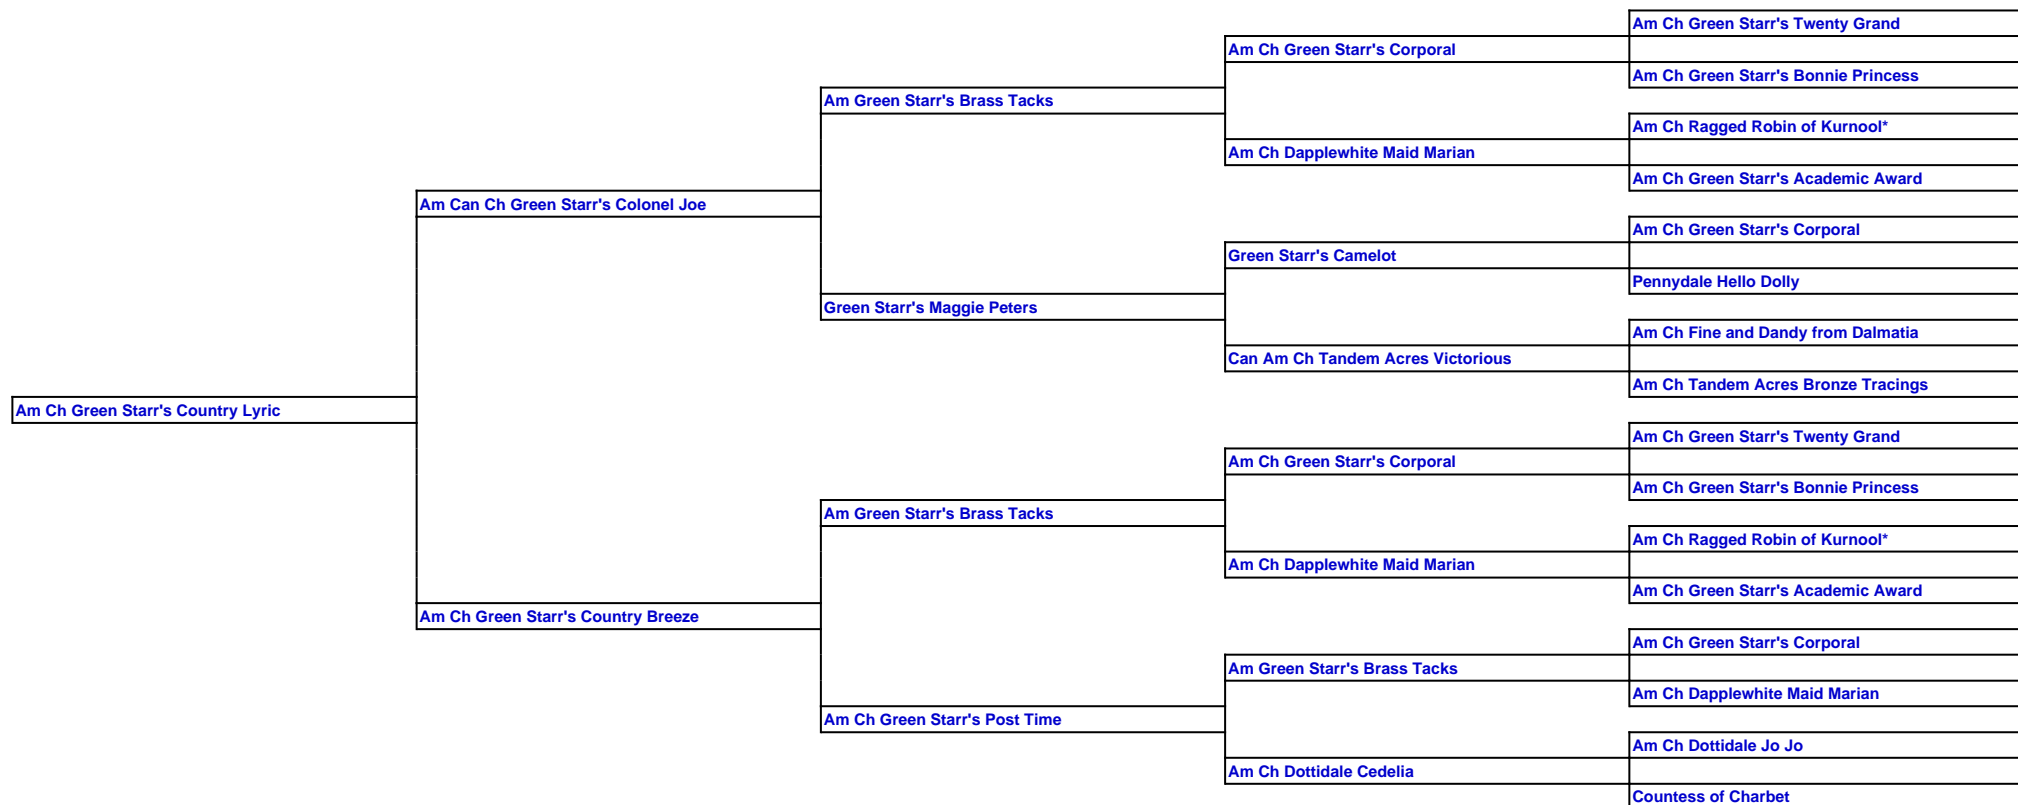 Am Ch Green Starr's Twenty Grand
Am Ch Green Starr's Corporal
Am Ch Green Starr's Bonnie Princess
Am Green Starr's Brass Tacks
Am Ch Ragged Robin of Kurnool*
Am Ch Dapplewhite Maid Marian
Am Ch Green Starr's Academic Award
Am Can Ch Green Starr's Colonel Joe
Am Ch Green Starr's Corporal
Green Starr's Camelot
Pennydale Hello Dolly
Green Starr's Maggie Peters
Am Ch Fine and Dandy from Dalmatia
Can Am Ch Tandem Acres Victorious
Am Ch Tandem Acres Bronze Tracings
Am Ch Green Starr's Country Lyric
Am Ch Green Starr's Twenty Grand
Am Ch Green Starr's Corporal
Am Ch Green Starr's Bonnie Princess
Am Green Starr's Brass Tacks
Am Ch Ragged Robin of Kurnool*
Am Ch Dapplewhite Maid Marian
Am Ch Green Starr's Academic Award
Am Ch Green Starr's Country Breeze
Am Ch Green Starr's Corporal
Am Green Starr's Brass Tacks
Am Ch Dapplewhite Maid Marian
Am Ch Green Starr's Post Time
Am Ch Dottidale Jo Jo
Am Ch Dottidale Cedelia
Countess of Charbet